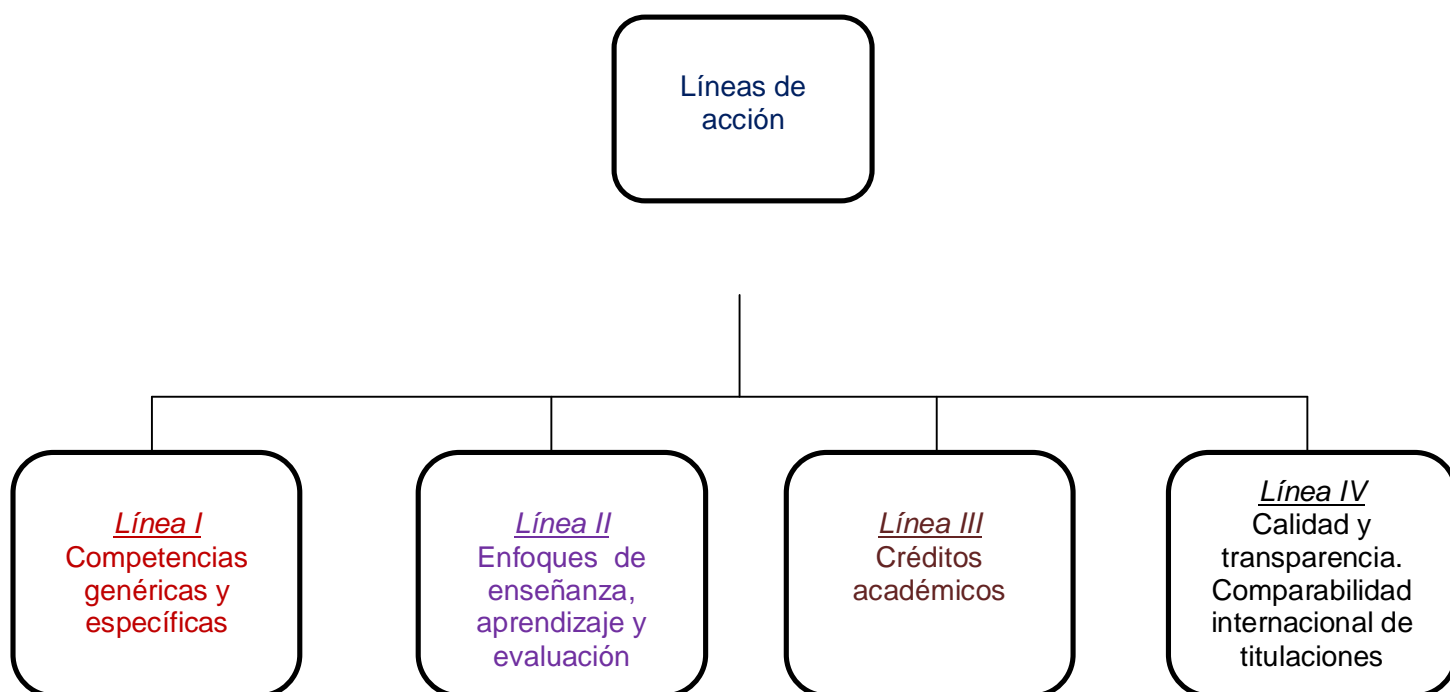 Líneas de
acción
Línea I
Competencias
genéricas y
específicas
Línea II
Enfoques de
enseñanza,
aprendizaje y
evaluación
Línea III
Créditos
académicos
Línea IV
Calidad y
transparencia.
Comparabilidad
internacional de
titulaciones